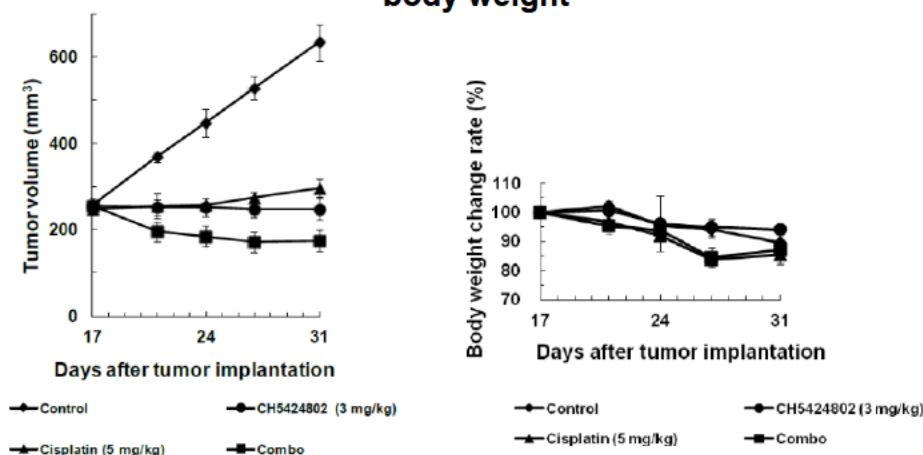 body weight
Tumor volume (mm³)
600
400
200
0
17
24
31
Days after tumor implantation
Control
CH5424802 (3 mg/kg)
Cisplatin (5 mg/kg)
Combo
Body weight change rate (%)
110
100
90
80
70
17
24
31
Days after tumor implantation
Control
CH5424802 (3 mg/kg)
Cisplatin (5 mg/kg)
Combo